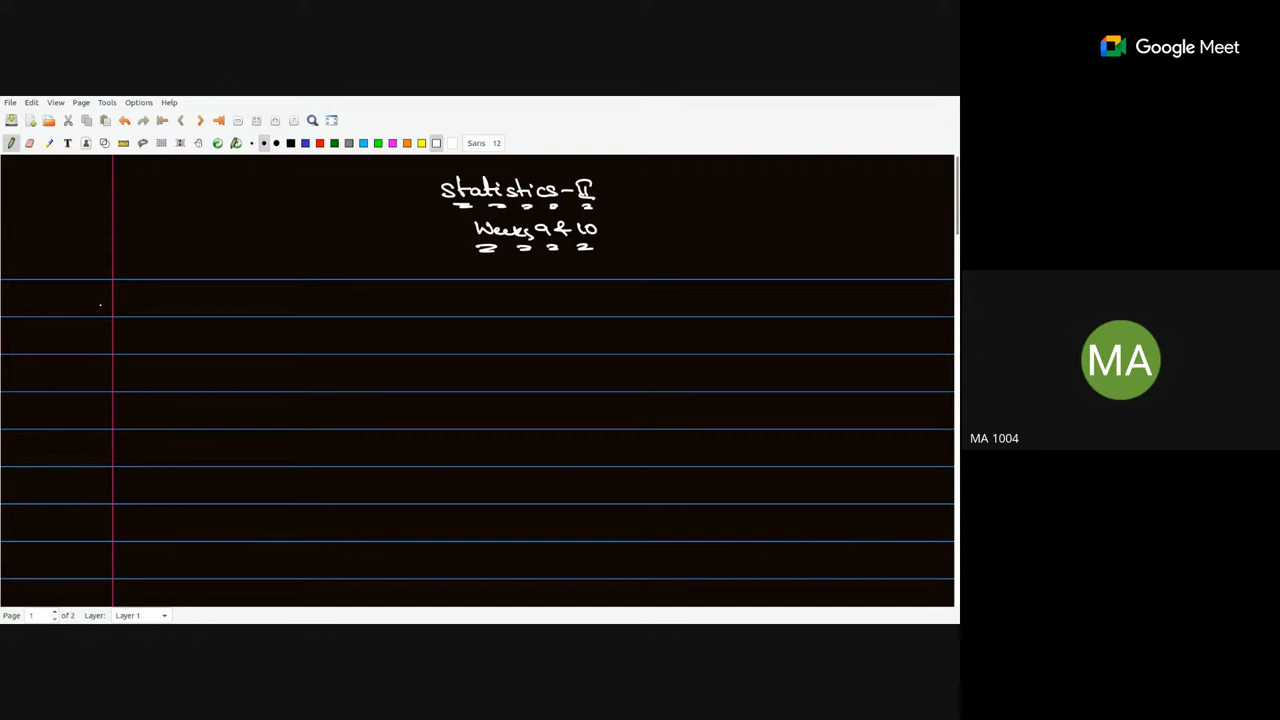 Google Meet
File Edit View Page Tools Options Help
Sans 12
Statistics-II
Weeks 9 & 10
MA
MA 1004
Page 1 of 2 Layer: Layer 1